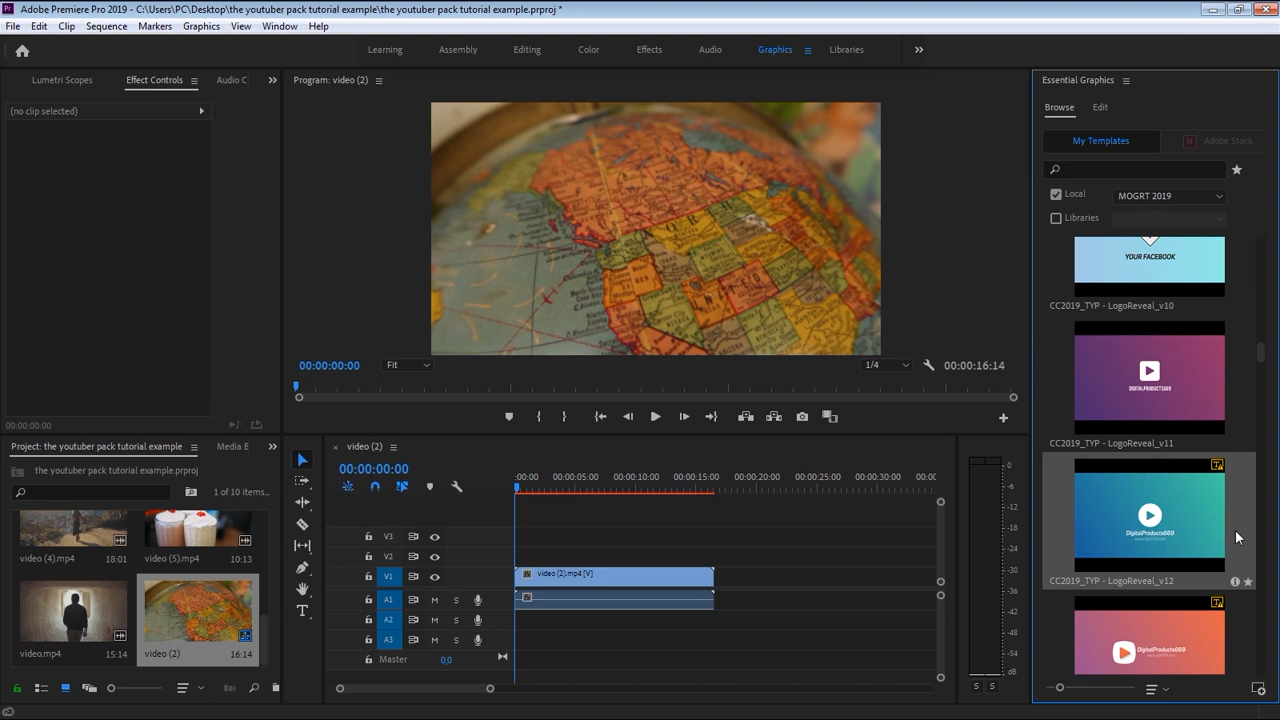 Adobe Premiere Pro 2019 - C:\Users\PC\Desktop\the youtuber pack tutorial example\the youtuber pack tutorial example.prproj *
File Edit Clip Sequence Markers Graphics View Window Help
Learning Assembly Editing Color Effects Audio Graphics Libraries
Lumetri Scopes Effect Controls Audio C
(no clip selected)
00:00:00:00
Program: video (2)
00:00:00:00 Fit 1/4 00:00:16:14
Essential Graphics
Browse Edit
My Templates Adobe Stock
Local MOGRT 2019
Libraries
YOUR FACEBOOK
CC2019_TYP - LogoReveal_v10
DIGITALPRODUCTS669
CC2019_TYP - LogoReveal_v11
DigitalProducts669
CC2019_TYP - LogoReveal_v12
DigitalProducts669
Project: the youtuber pack tutorial example Media E
the youtuber pack tutorial example.prproj
1 of 10 items...
video (4).mp4 18:01 video (5).mp4 10:13
video.mp4 15:14 video (2) 16:14
video (2)
00:00:00:00
:00:00 00:00:05:00 00:00:10:00 00:00:15:00 00:00:20:00 00:00:25:00 00:00:30:00 00:0
V3
V2
V1 video (2).mp4 [V]
A1 M S
A2 M S
A3 M S
Master 0,0
0
-6
-12
-18
-24
-30
-36
-42
-48
-54
dB
S S